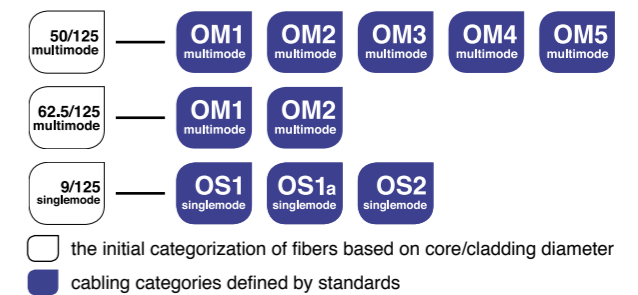 50/125
multimode
OM1
multimode
OM2
multimode
OM3
multimode
OM4
multimode
OM5
multimode
62.5/125
multimode
OM1
multimode
OM2
multimode
9/125
singlemode
OS1
singlemode
OS1a
singlemode
OS2
singlemode
the initial categorization of fibers based on core/cladding diameter
cabling categories defined by standards